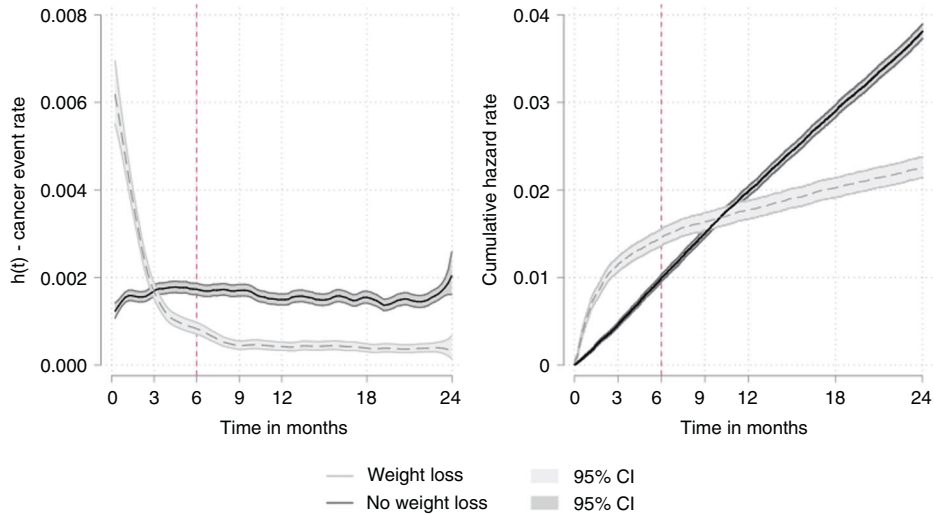 h(t) - cancer event rate
0.008
0.006
0.004
0.002
0.000
0 3 6 9 12 18 24
Time in months
Cumulative hazard rate
0.04
0.03
0.02
0.01
0
0 3 6 9 12 18 24
Time in months
Weight loss 95% CI
No weight loss 95% CI